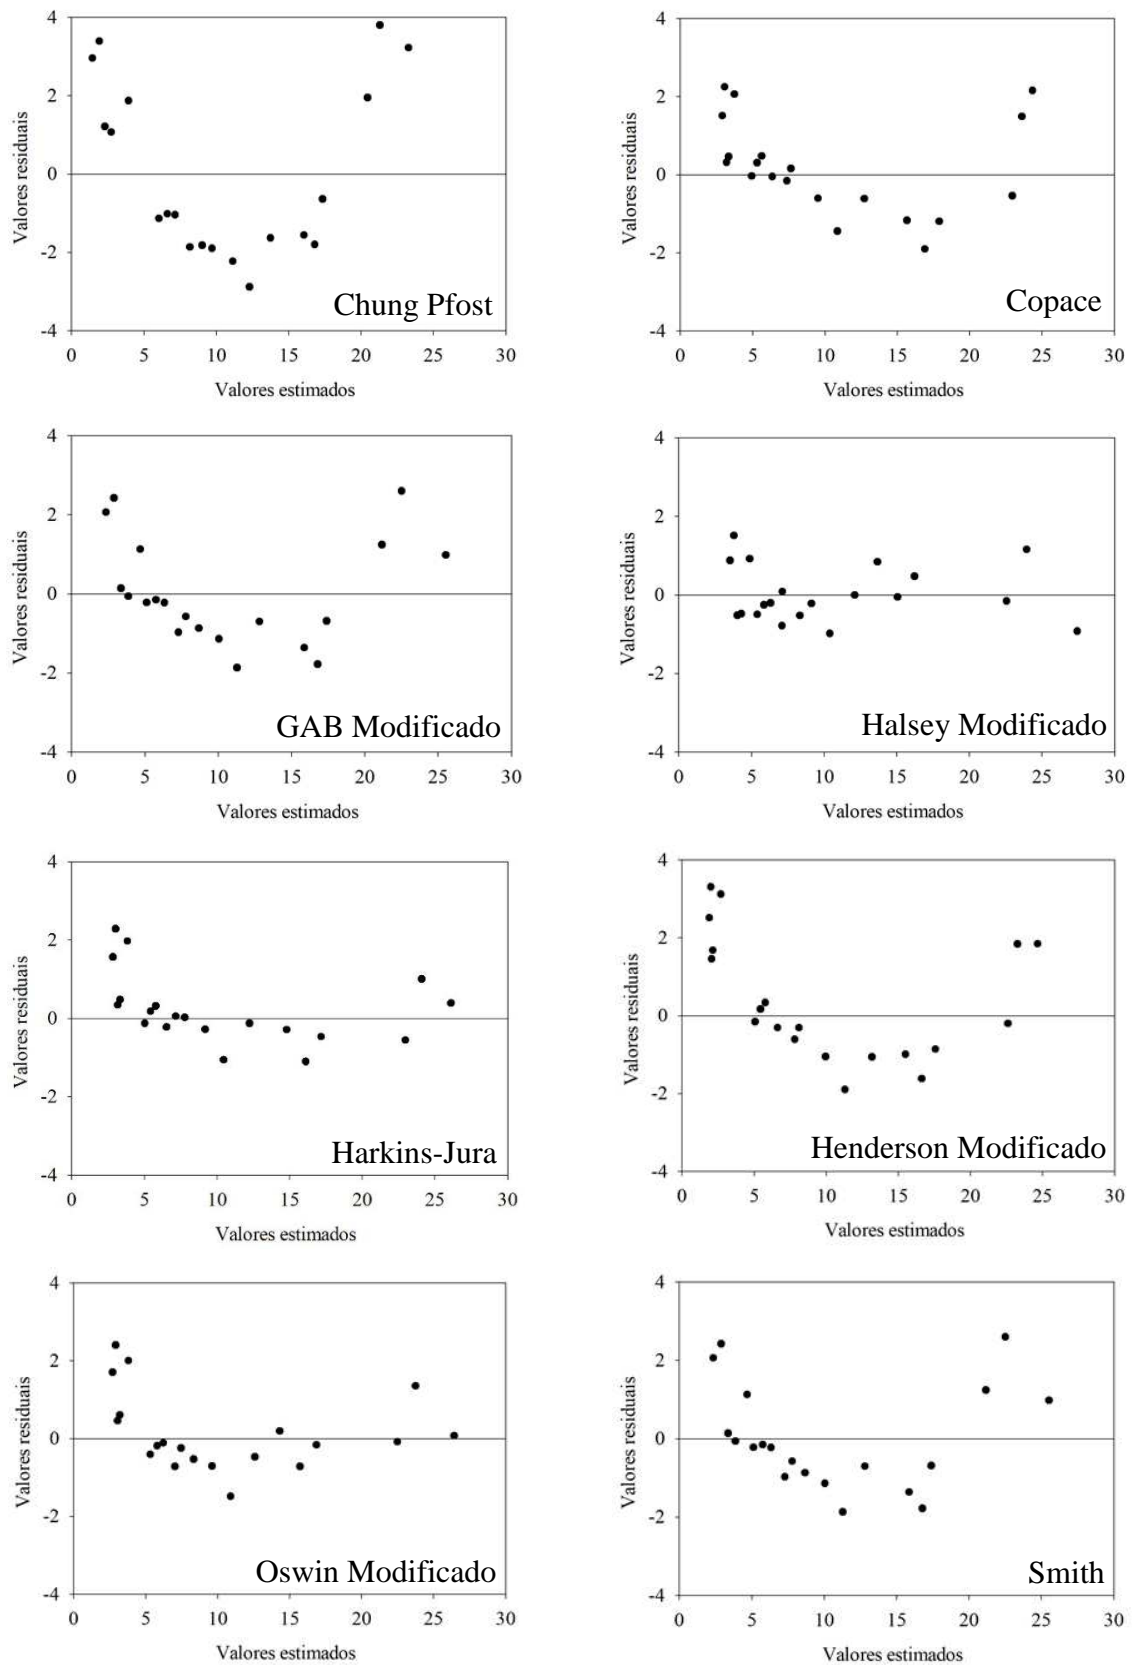 4
2
0
-2
-4
0 5 10 15 20 25 30
Valores residuais
Valores estimados
Chung Pfost
4
2
0
-2
-4
0 5 10 15 20 25 30
Valores residuais
Valores estimados
Copace
4
2
0
-2
-4
0 5 10 15 20 25 30
Valores residuais
Valores estimados
GAB Modificado
4
2
0
-2
-4
0 5 10 15 20 25 30
Valores residuais
Valores estimados
Halsey Modificado
4
2
0
-2
-4
0 5 10 15 20 25 30
Valores residuais
Valores estimados
Harkins-Jura
4
2
0
-2
-4
0 5 10 15 20 25 30
Valores residuais
Valores estimados
Henderson Modificado
4
2
0
-2
-4
0 5 10 15 20 25 30
Valores residuais
Valores estimados
Oswin Modificado
4
2
0
-2
-4
0 5 10 15 20 25 30
Valores residuais
Valores estimados
Smith